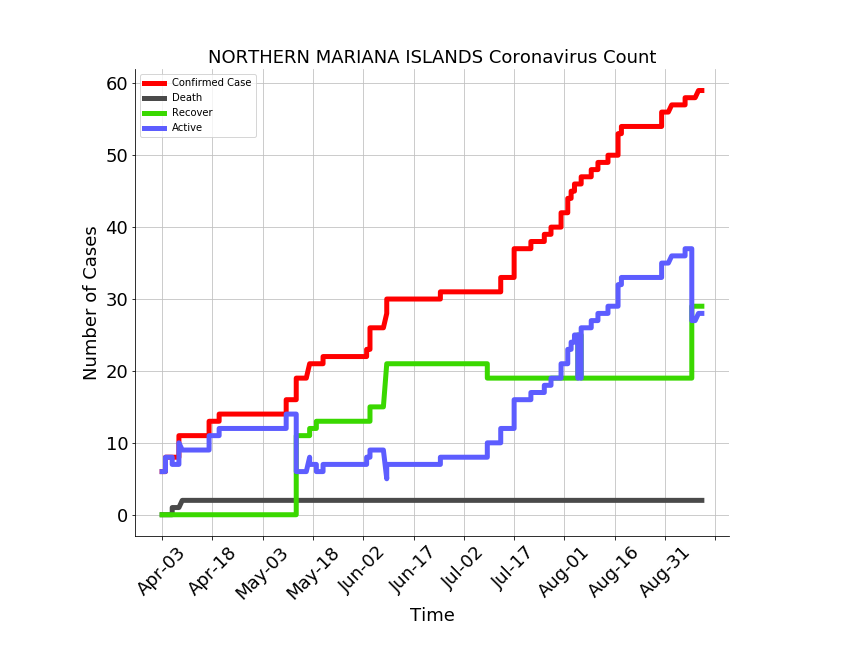 NORTHERN MARIANA ISLANDS Coronavirus Count
Confirmed Case
Death
Recover
Active
60
50
40
30
20
10
0
Number of Cases
Apr-03
Apr-18
May-03
May-18
Jun-02
Jun-17
Jul-02
Jul-17
Aug-01
Aug-16
Aug-31
Time